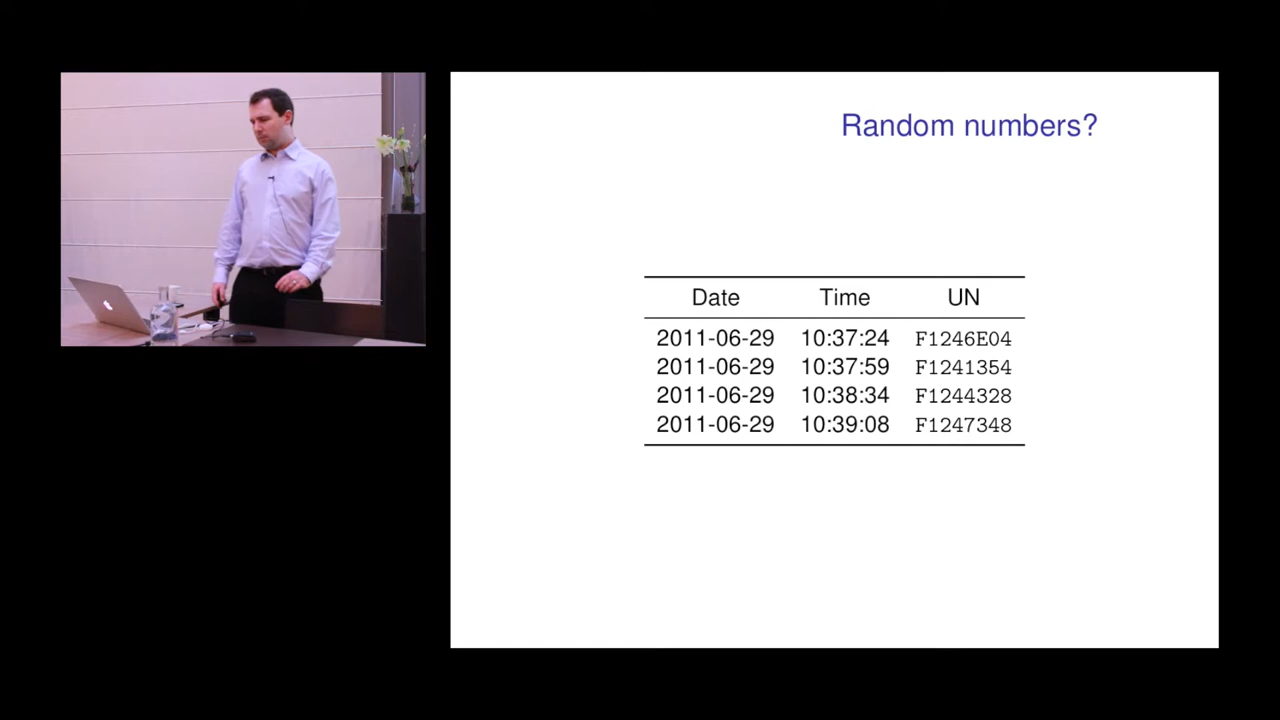 Random numbers?
Date Time UN
2011-06-29 10:37:24 F1246E04
2011-06-29 10:37:59 F1241354
2011-06-29 10:38:34 F1244328
2011-06-29 10:39:08 F1247348